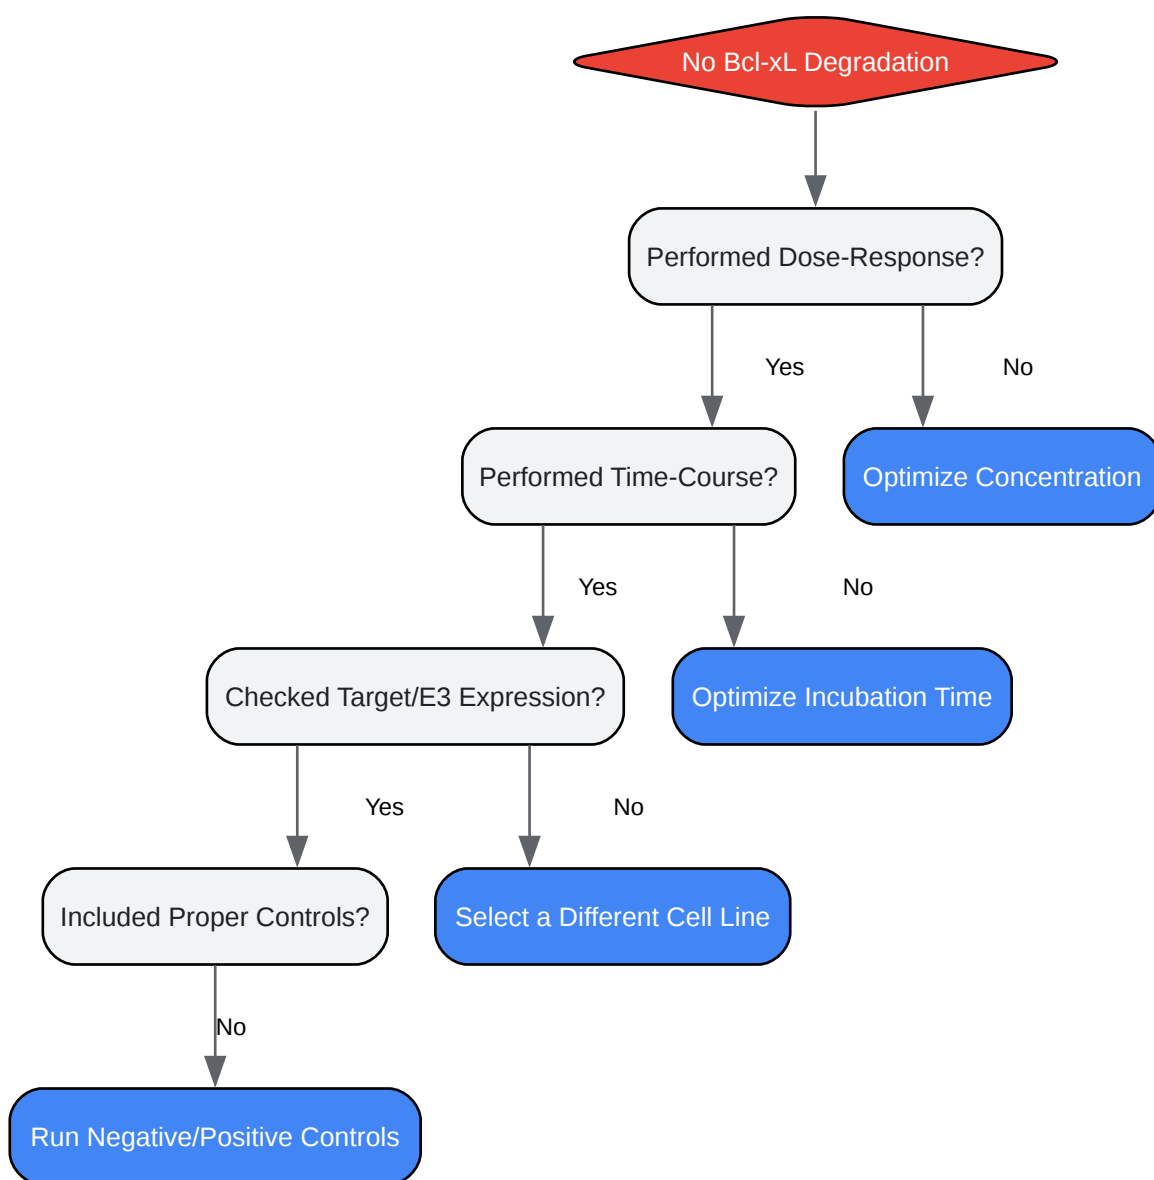 No Bcl-xL Degradation
Performed Dose-Response?
Yes
No
Performed Time-Course?
Optimize Concentration
Yes
No
Checked Target/E3 Expression?
Optimize Incubation Time
Yes
No
Included Proper Controls?
Select a Different Cell Line
No
Run Negative/Positive Controls